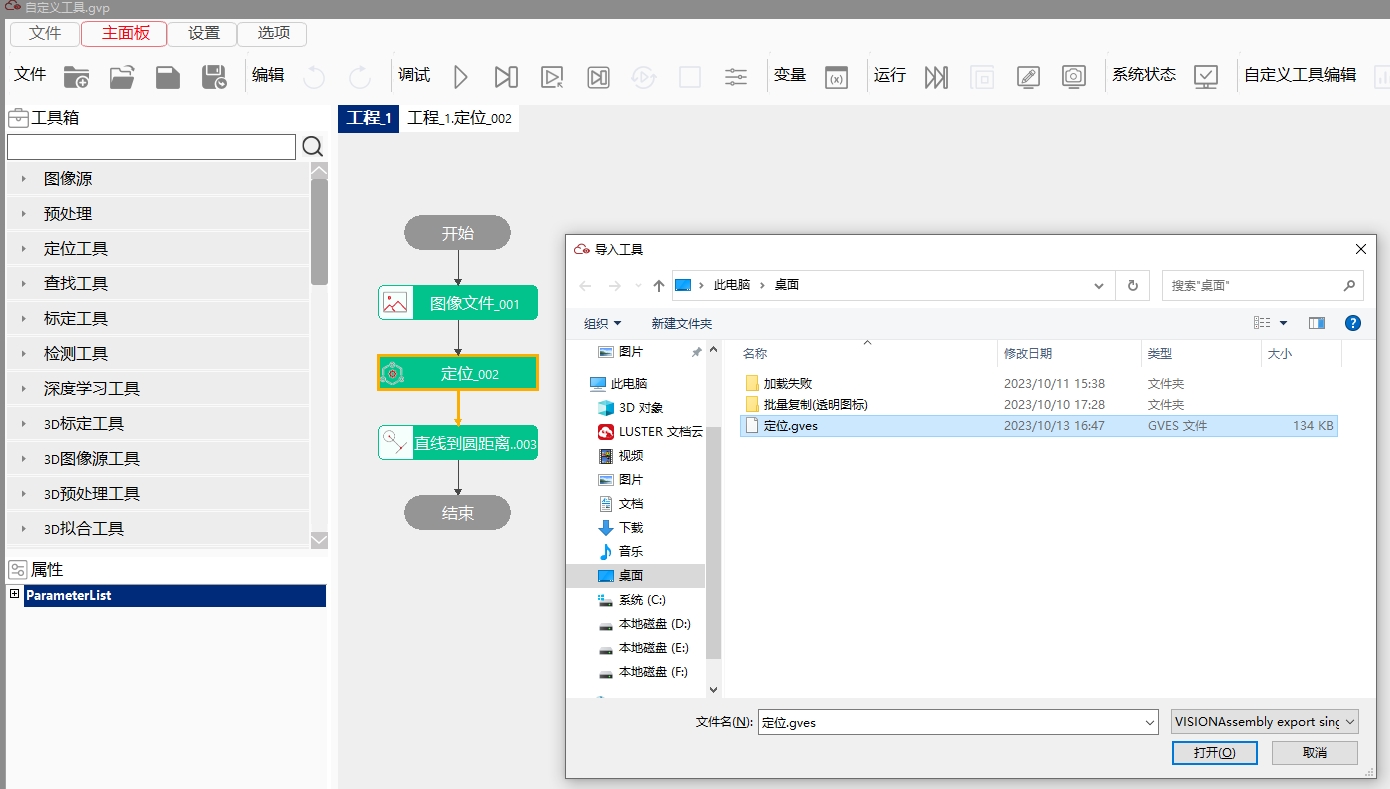 自定义工具.gvp
文件 主面板 设置 选项
文件 编辑 调试 变量 (x) 运行 系统状态 自定义工具编辑
工具箱
图像源
预处理
定位工具
查找工具
标定工具
检测工具
深度学习工具
3D标定工具
3D图像源工具
3D预处理工具
3D拟合工具
属性
ParameterList
工程_1 工程_1.定位_002
开始
图像文件_001
定位_002
直线到圆距离..003
结束
导入工具
此电脑 桌面
搜索"桌面"
组织 新建文件夹
图片
此电脑
3D 对象
LUSTER 文档云
视频
图片
文档
下载
音乐
桌面
系统 (C:)
本地磁盘 (D:)
本地磁盘 (E:)
本地磁盘 (F:)
名称 修改日期 类型 大小
加载失败 2023/10/11 15:38 文件夹
批量复制(透明图标) 2023/10/10 17:28 文件夹
定位.gves 2023/10/13 16:47 GVES 文件 134 KB
文件名(N): 定位.gves VISIONAssembly export sing
打开(O) 取消